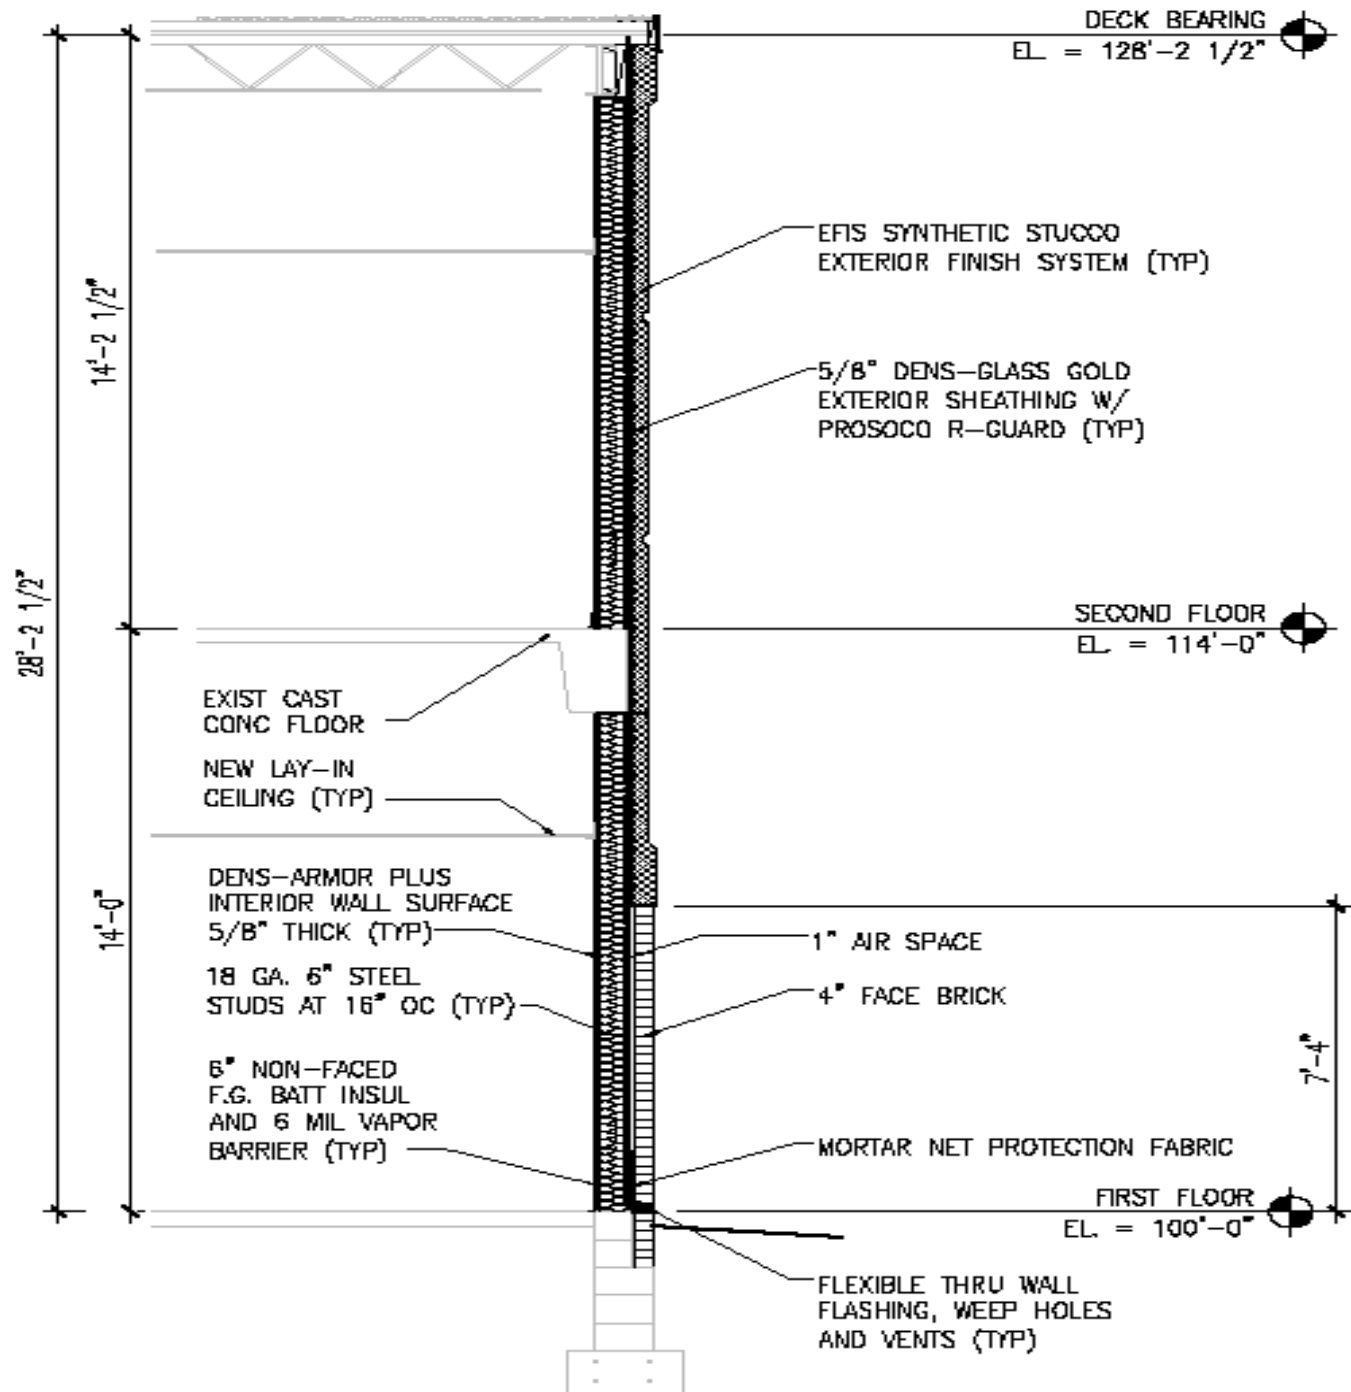 DECK BEARING
EL. = 128'-2 1/2"
EFIS SYNTHETIC STUCCO
EXTERIOR FINISH SYSTEM (TYP)
14'-2 1/2"
5/8" DENS-GLASS GOLD
EXTERIOR SHEATHING W/
PROSOCO R-GUARD (TYP)
28'-2 1/2"
SECOND FLOOR
EL. = 114'-0"
EXIST CAST
CONC FLOOR
NEW LAY-IN
CEILING (TYP)
DENS-ARMOR PLUS
INTERIOR WALL SURFACE
5/8" THICK (TYP)
14'-0"
1" AIR SPACE
18 GA. 6" STEEL
STUDS AT 16" OC (TYP)
4" FACE BRICK
7'-4"
6" NON-FACED
F.G. BATT INSUL
AND 6 MIL VAPOR
BARRIER (TYP)
MORTAR NET PROTECTION FABRIC
FIRST FLOOR
EL. = 100'-0"
FLEXIBLE THRU WALL
FLASHING, WEEP HOLES
AND VENTS (TYP)